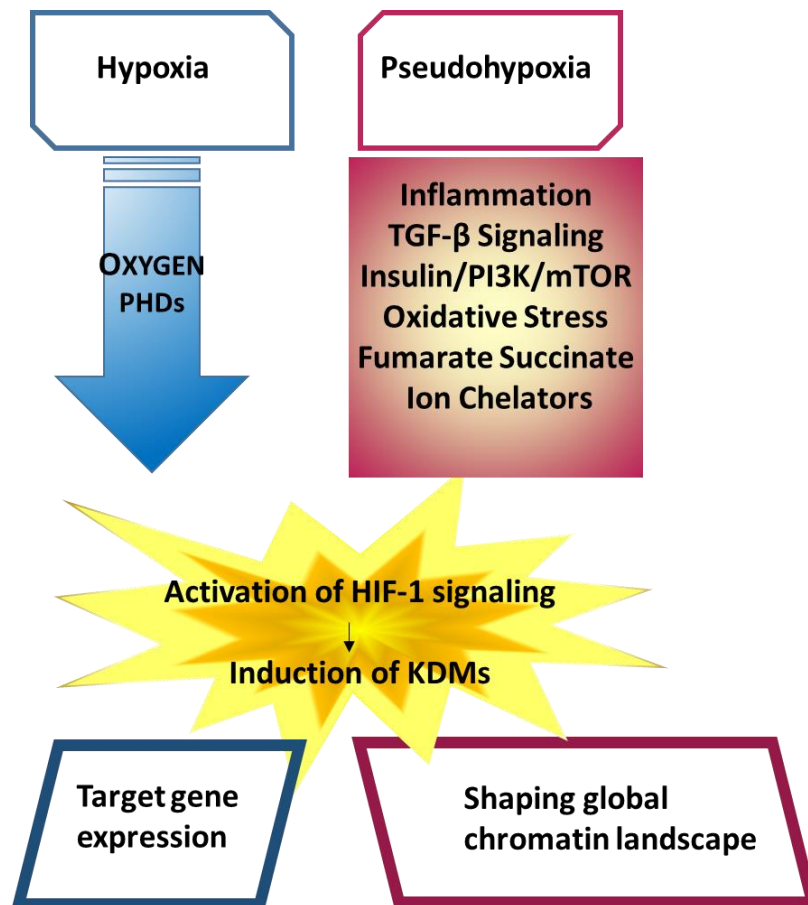 Hypoxia
Pseudohypoxia
OXYGEN
PHDs
Inflammation
TGF-β Signaling
Insulin/PI3K/mTOR
Oxidative Stress
Fumarate Succinate
Ion Chelators
Activation of HIF-1 signaling
↓
Induction of KDMs
Target gene
expression
Shaping global
chromatin landscape